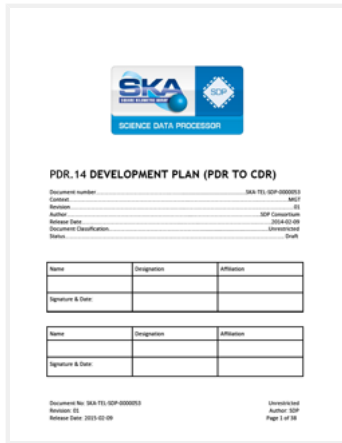 SKA
SQUARE KILOMETRE ARRAY
SDP
SCIENCE DATA PROCESSOR
PDR.14 DEVELOPMENT PLAN (PDR TO CDR)
Document number SKA-TEL-SDP-0000053
Context MGT
Revision 01
Author SDP Consortium
Release Date 2014-02-09
Document Classification Unrestricted
Status Draft
Name Designation Affiliation
Signature & Date:
Name Designation Affiliation
Signature & Date:
Document No: SKA-TEL-SDP-0000053 Unrestricted
Revision: 01 Author: SDP
Release Date: 2015-02-09 Page 1 of 38